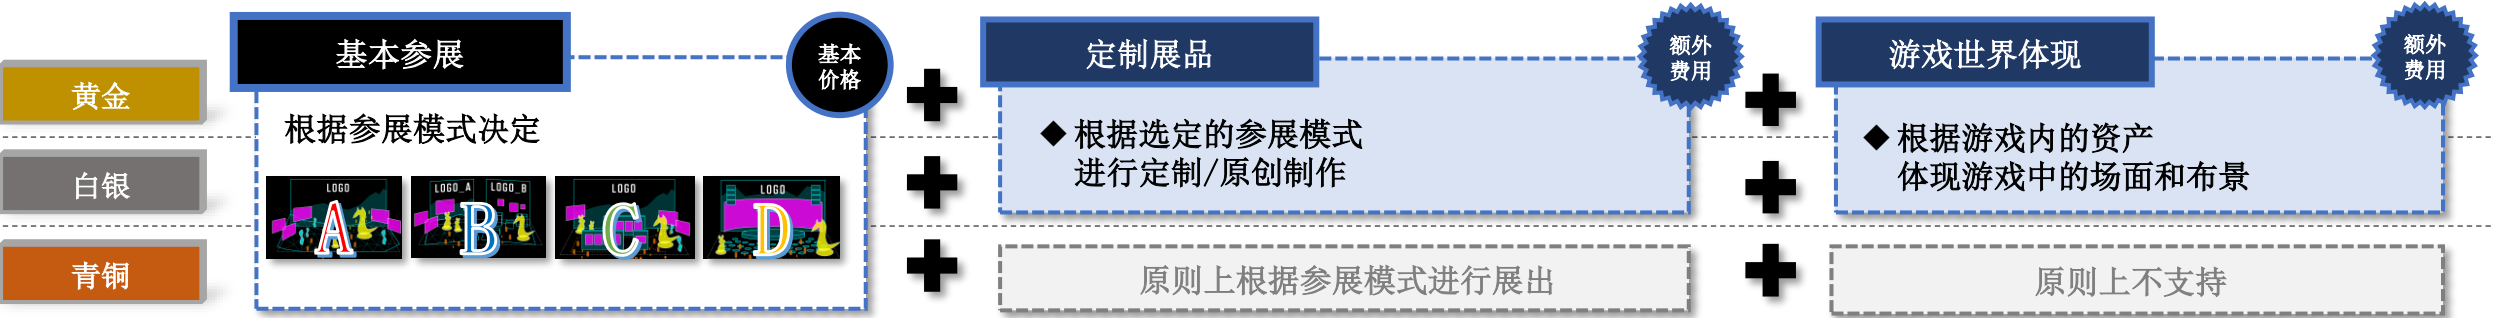 黄金
白银
青铜
基本参展
基本
价格
根据参展模式决定
LOGO
A
LOGO_A
LOGO_B
B
LOGO
C
LOGO
D
定制展品
额外
费用
◆ 根据选定的参展模式
进行定制/原创制作
原则上根据参展模式进行展出
游戏世界体现
额外
费用
◆ 根据游戏内的资产
体现游戏中的场面和布景
原则上不支持